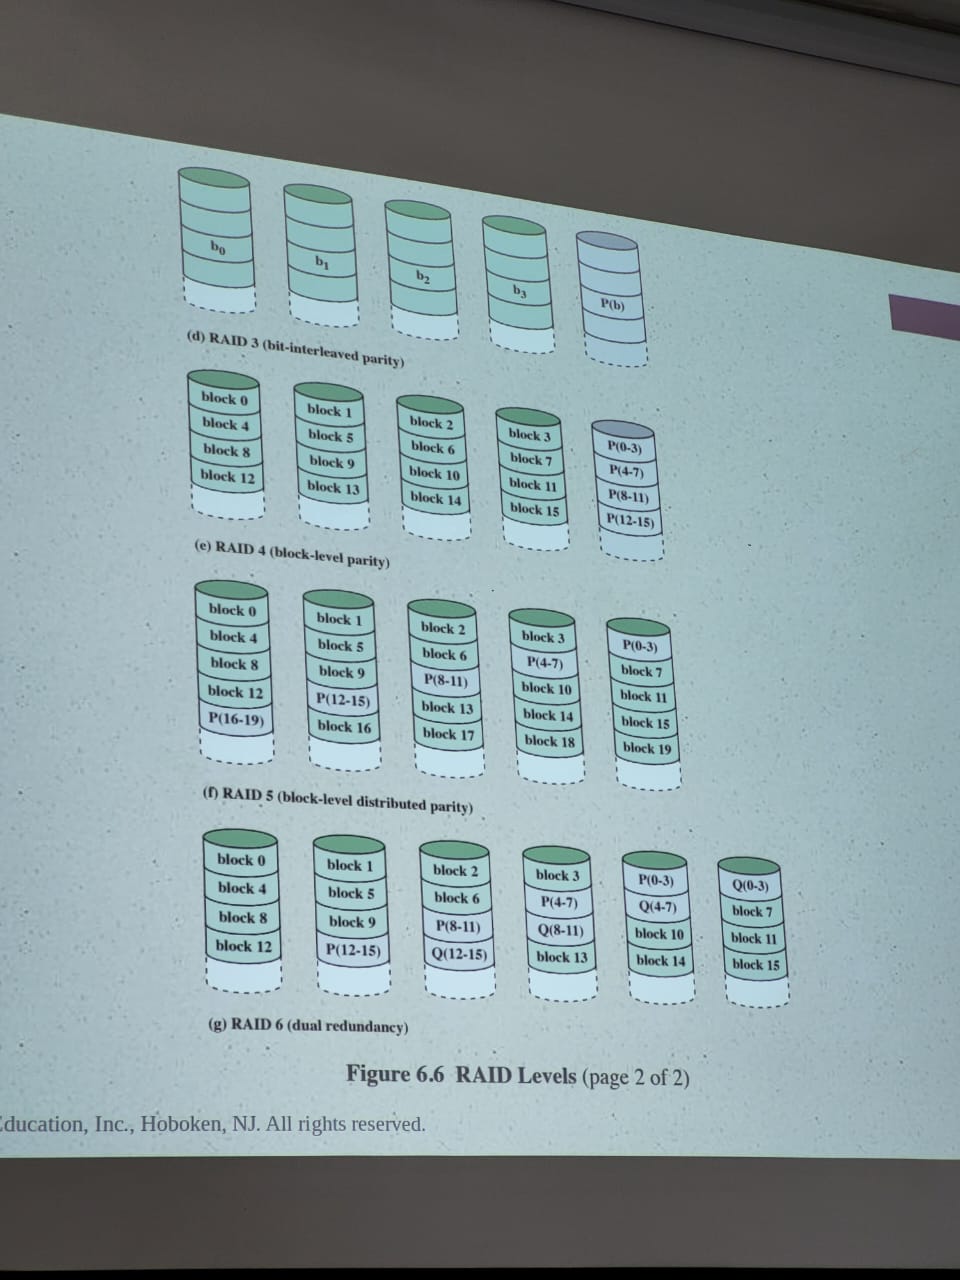 b0 b1 b2 b3 P(b)
(d) RAID 3 (bit-interleaved parity)
block 0 block 1 block 2 block 3 P(0-3)
block 4 block 5 block 6 block 7 P(4-7)
block 8 block 9 block 10 block 11 P(8-11)
block 12 block 13 block 14 block 15 P(12-15)
(e) RAID 4 (block-level parity)
block 0 block 1 block 2 block 3 P(0-3)
block 4 block 5 block 6 P(4-7) block 7
block 8 block 9 P(8-11) block 10 block 11
block 12 P(12-15) block 13 block 14 block 15
P(16-19) block 16 block 17 block 18 block 19
(f) RAID 5 (block-level distributed parity)
block 0 block 1 block 2 block 3 P(0-3) Q(0-3)
block 4 block 5 block 6 P(4-7) Q(4-7) block 7
block 8 block 9 P(8-11) Q(8-11) block 10 block 11
block 12 P(12-15) Q(12-15) block 13 block 14 block 15
(g) RAID 6 (dual redundancy)
Figure 6.6 RAID Levels (page 2 of 2)
Education, Inc., Hoboken, NJ. All rights reserved.